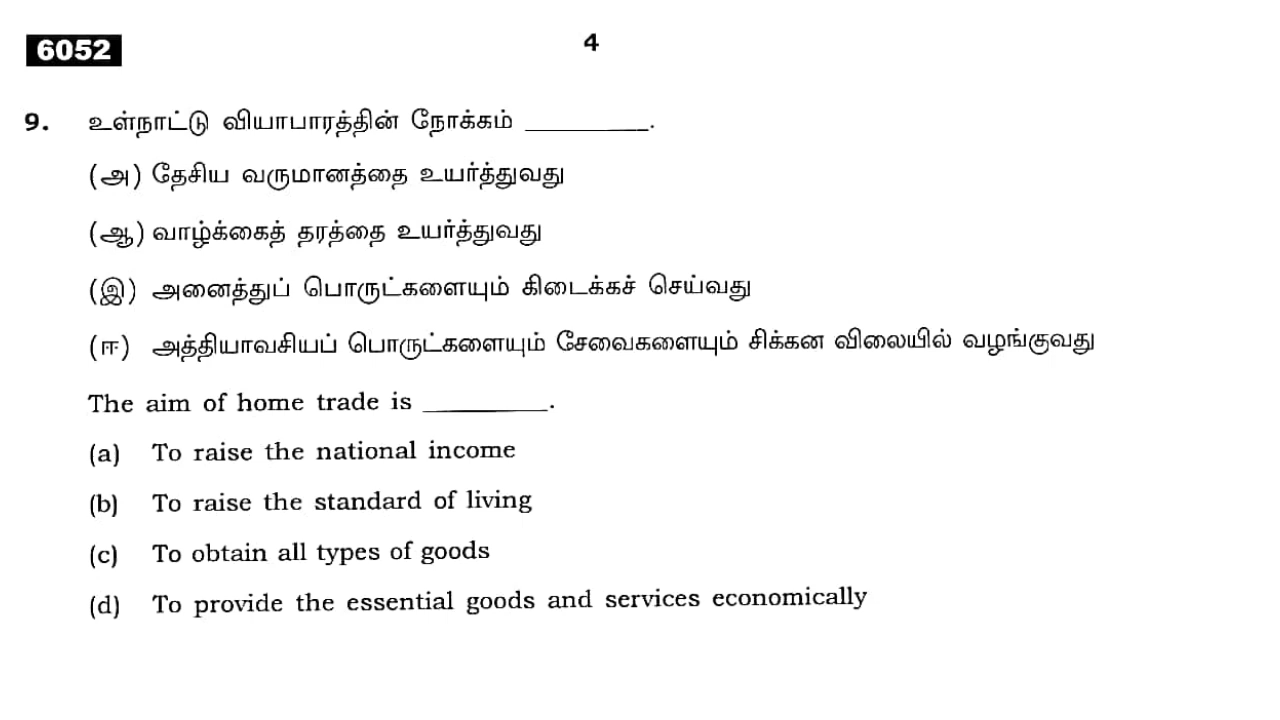 6052
4
9. உள்நாட்டு வியாபாரத்தின் நோக்கம் __________.
(அ) தேசிய வருமானத்தை உயர்த்துவது
(ஆ) வாழ்க்கைத் தரத்தை உயர்த்துவது
(இ) அனைத்துப் பொருட்களையும் கிடைக்கச் செய்வது
(ஈ) அத்தியாவசியப் பொருட்களையும் சேவைகளையும் சிக்கன விலையில் வழங்குவது
The aim of home trade is __________.
(a) To raise the national income
(b) To raise the standard of living
(c) To obtain all types of goods
(d) To provide the essential goods and services economically